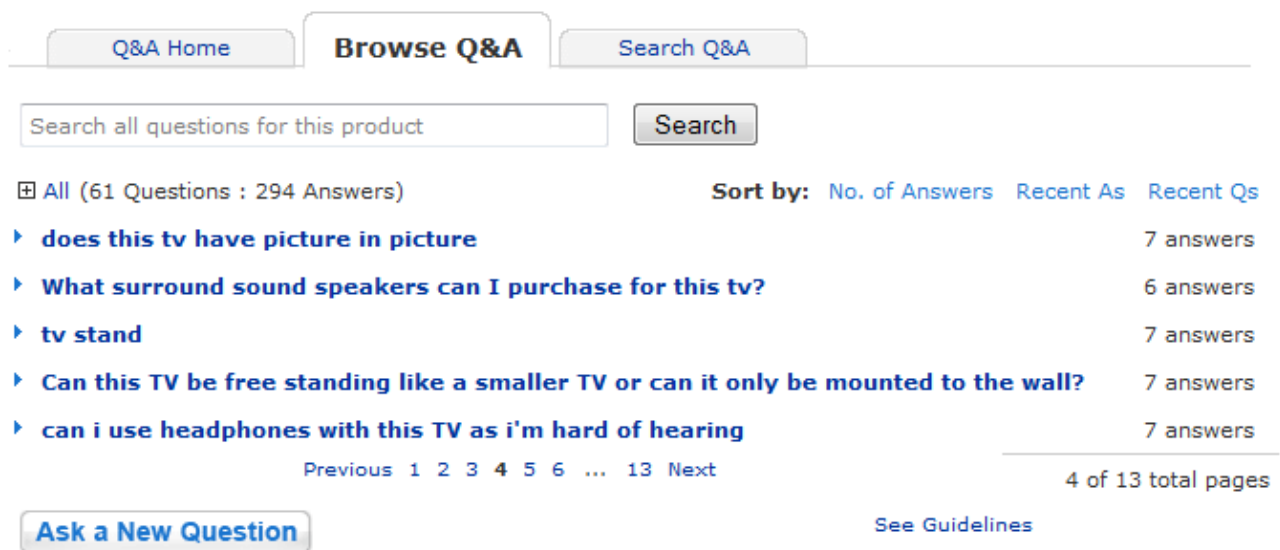 Q&A Home Browse Q&A Search Q&A
Search all questions for this product Search
All (61 Questions : 294 Answers) Sort by: No. of Answers Recent As Recent Qs
does this tv have picture in picture 7 answers
What surround sound speakers can I purchase for this tv? 6 answers
tv stand 7 answers
Can this TV be free standing like a smaller TV or can it only be mounted to the wall? 7 answers
can i use headphones with this TV as i'm hard of hearing 7 answers
Previous 1 2 3 4 5 6 ... 13 Next
4 of 13 total pages
Ask a New Question See Guidelines